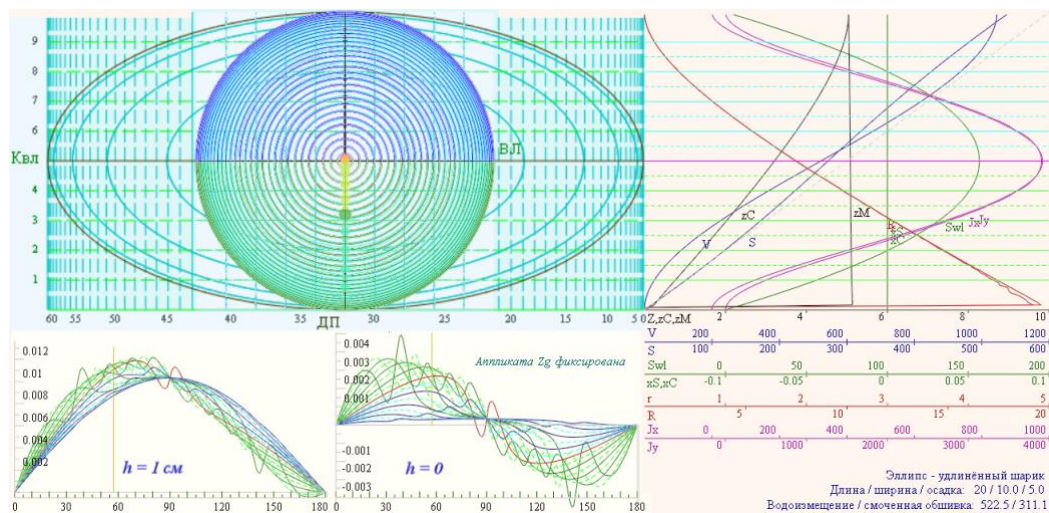 9
8
7
6
Квл
ВЛ
4
3
2
1
60 55 50 45 40 35 32 31 25 20 15 10 5 0
ДП
zC
zM
V
S
Swl
Jx
Jy
Z,zC,zM 2 4 6 8 10
V 200 400 600 800 1000 1200
S 100 200 300 400 500 600
Swl 0 50 100 150 200
xS,xC -0.1 -0.05 0 0.05 0.1
r 1 2 3 4 5
R 5 10 15 20
Jx 0 200 400 600 800 1000
Jy 0 1000 2000 3000 4000
0.012
0.01
0.008
0.006
0.004
0.002
h = 1 см
0 30 60 90 120 150 180
0.004
0.003
0.002
0.001
-0.001
-0.002
-0.003
Аппликата Zg фиксирована
h = 0
0 30 60 90 120 150 180
Эллипс - удлинённый шарик
Длина / ширина / осадка: 20 / 10.0 / 5.0
Водоизмещение / смоченная обшивка: 522.5 / 311.1